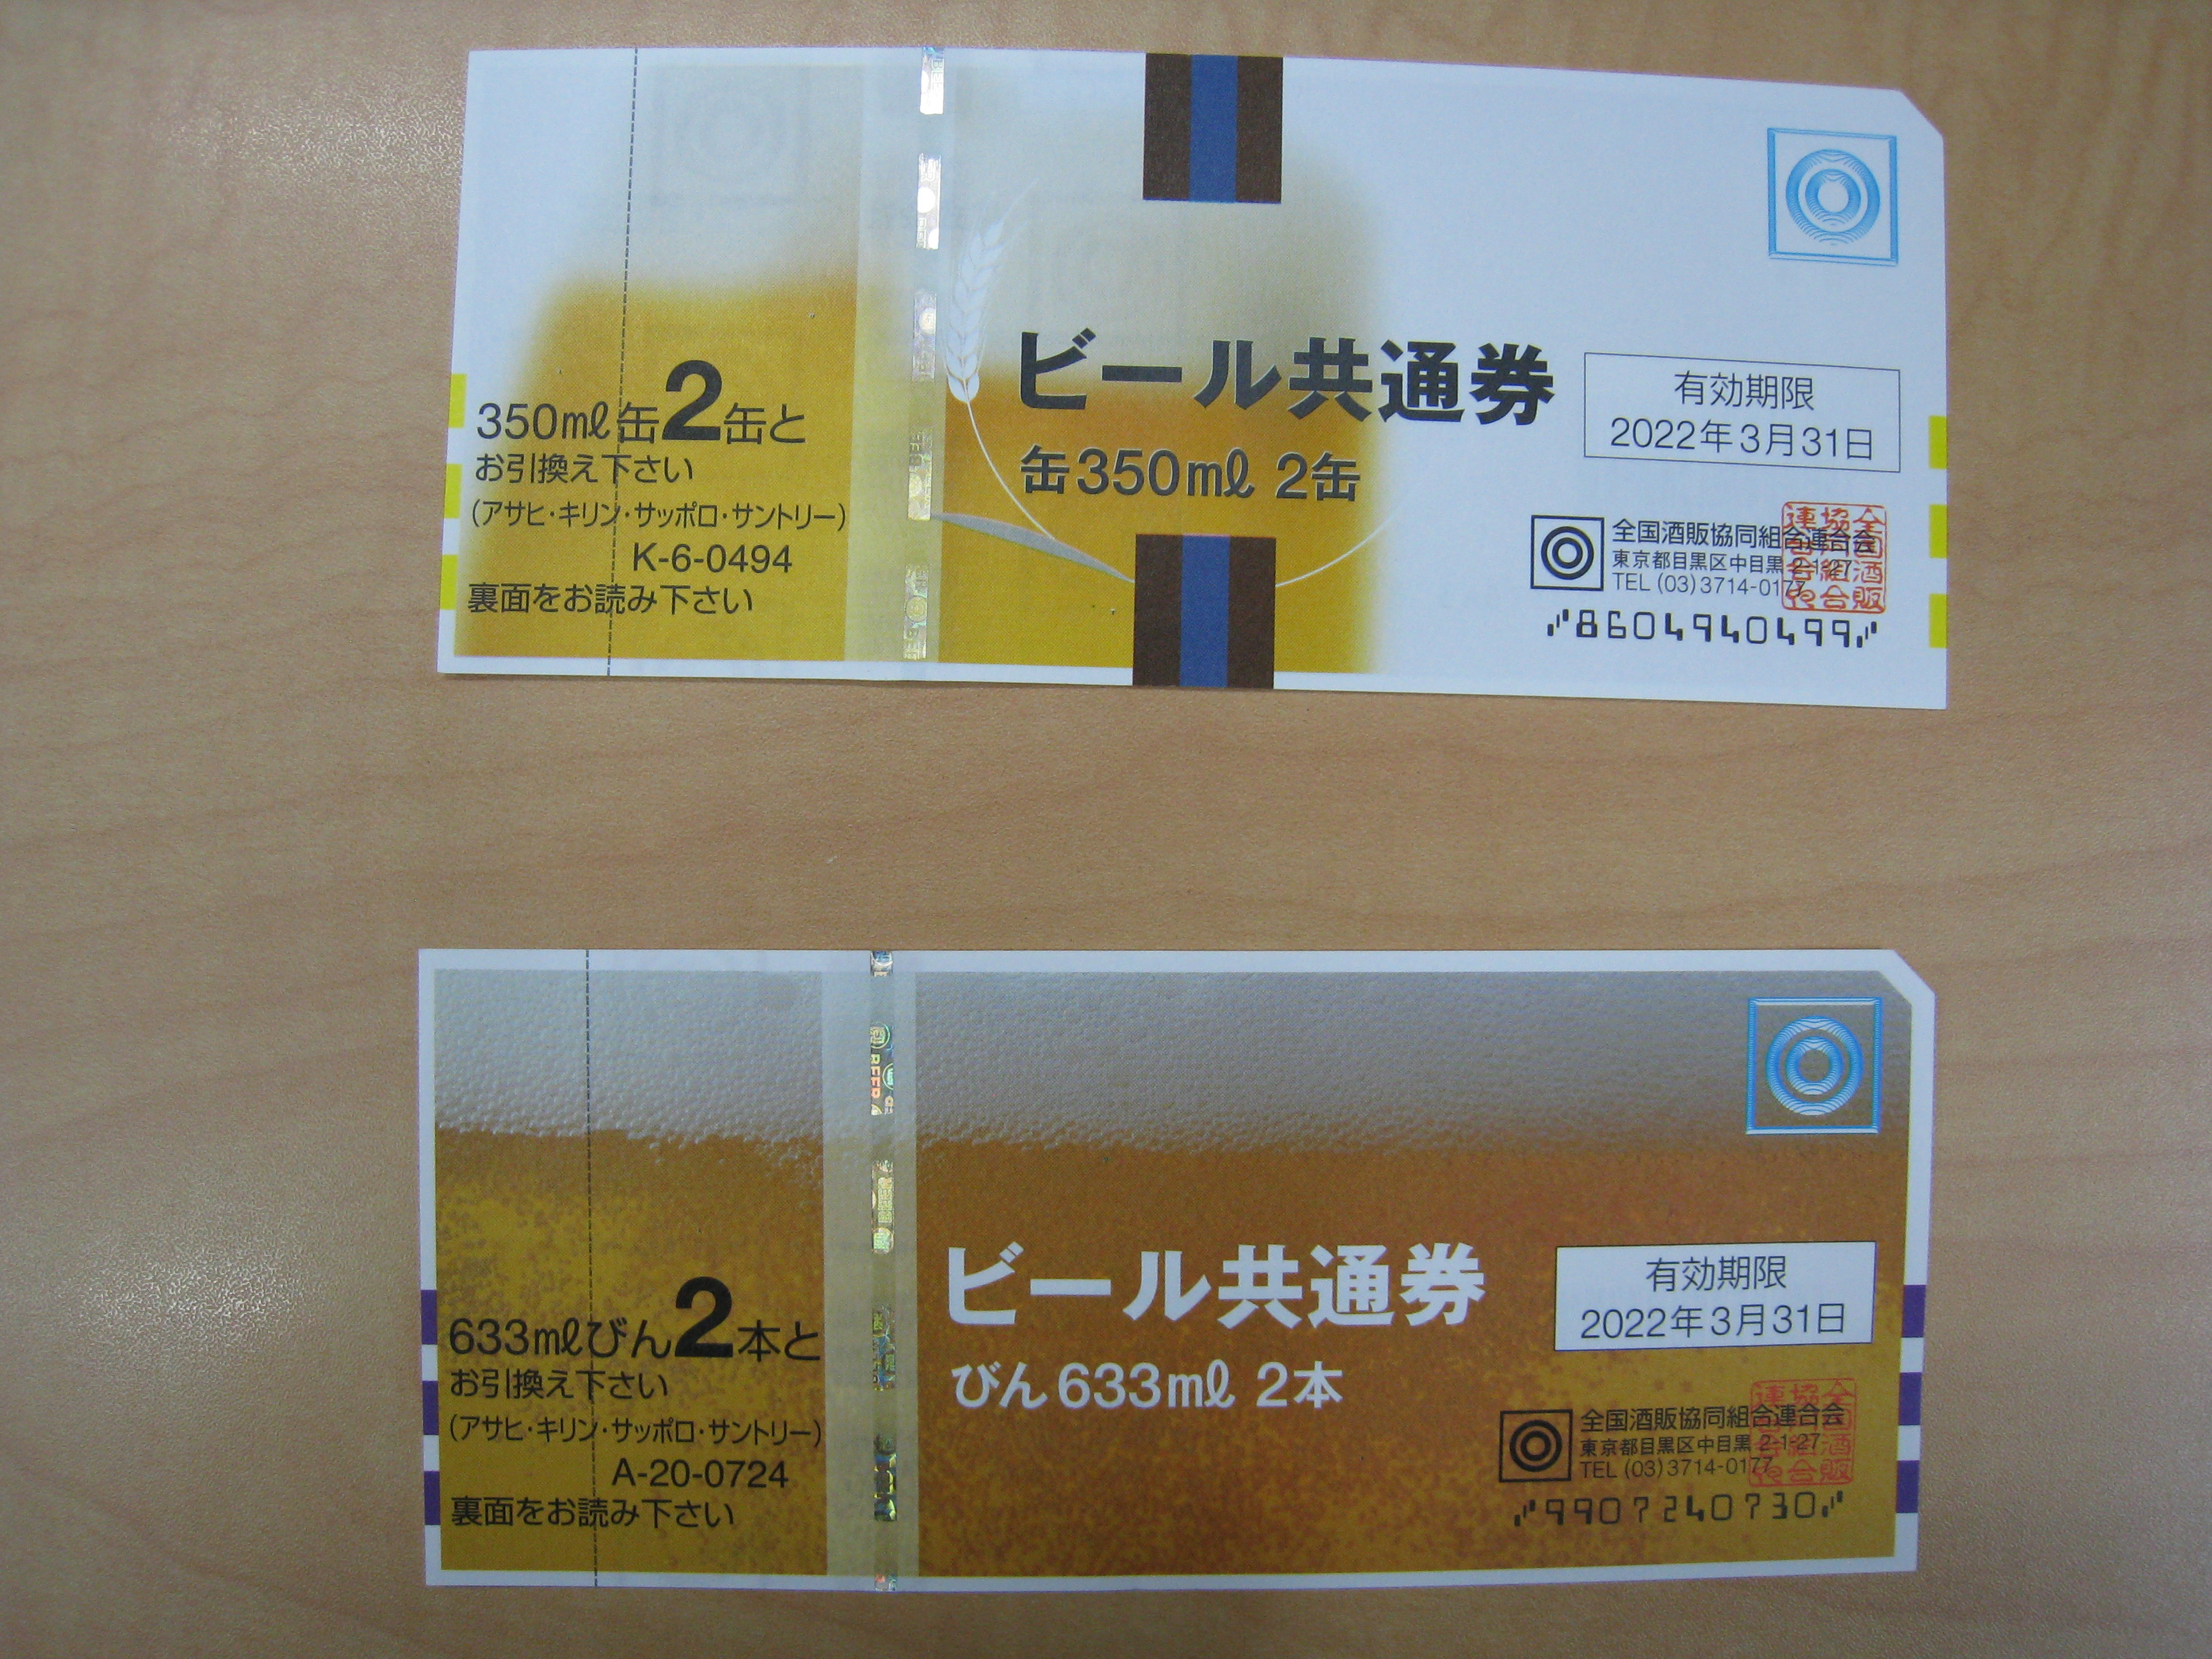 350mℓ缶2缶と
お引換え下さい
(アサヒ・キリン・サッポロ・サントリー)
K-6-0494
裏面をお読み下さい
ビール共通券
缶350mℓ 2缶
有効期限
2022年3月31日
全国酒販協同組合連合会
東京都目黒区中目黒2-1-27
TEL (03)3714-0177
8604940499
633mℓびん2本と
お引換え下さい
(アサヒ・キリン・サッポロ・サントリー)
A-20-0724
裏面をお読み下さい
BEER
ビール共通券
びん633mℓ 2本
有効期限
2022年3月31日
全国酒販協同組合連合会
東京都目黒区中目黒2-1-27
TEL (03)3714-0177
9907240730